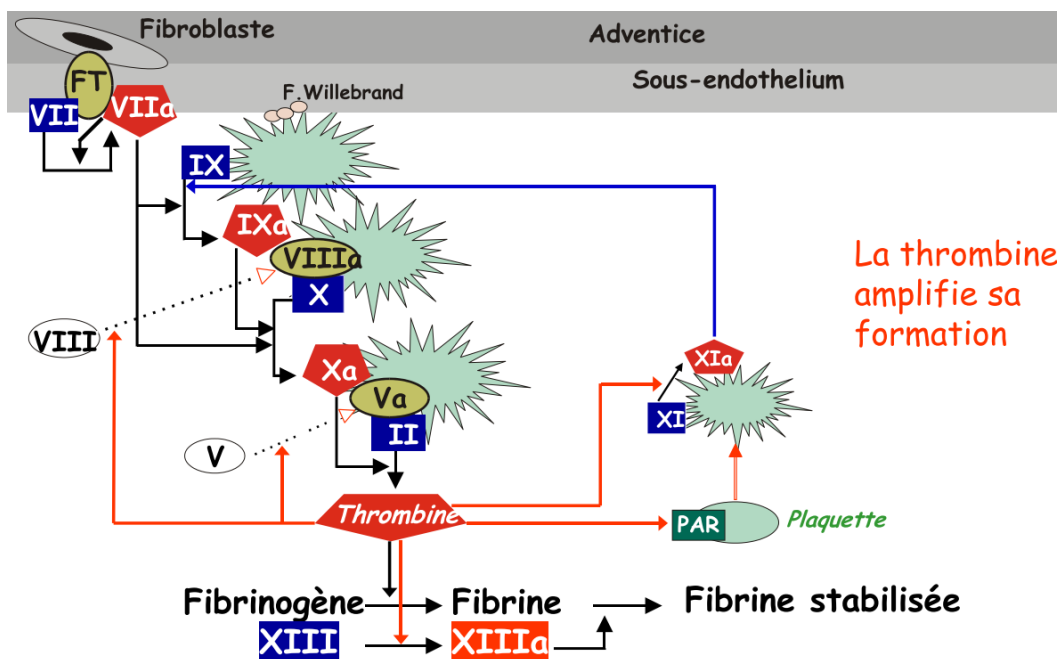 Fibroblaste
Adventice
FT
Sous-endothelium
F.Willebrand
VII
VIIa
IX
IXa
VIIIa
X
La thrombine
amplifie sa
formation
VIII
Xa
XIa
Va
XI
II
V
Thrombine
PAR
Plaquette
Fibrinogène
Fibrine
Fibrine stabilisée
XIII
XIIIa